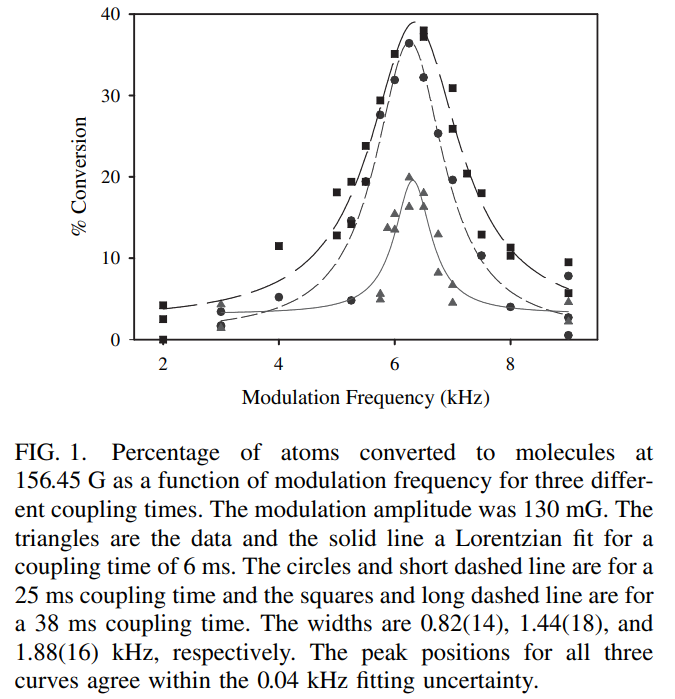 40
30
20
10
0
% Conversion
2 4 6 8
Modulation Frequency (kHz)
FIG. 1. Percentage of atoms converted to molecules at
156.45 G as a function of modulation frequency for three differ-
ent coupling times. The modulation amplitude was 130 mG. The
triangles are the data and the solid line a Lorentzian fit for a
coupling time of 6 ms. The circles and short dashed line are for a
25 ms coupling time and the squares and long dashed line are for
a 38 ms coupling time. The widths are 0.82(14), 1.44(18), and
1.88(16) kHz, respectively. The peak positions for all three
curves agree within the 0.04 kHz fitting uncertainty.